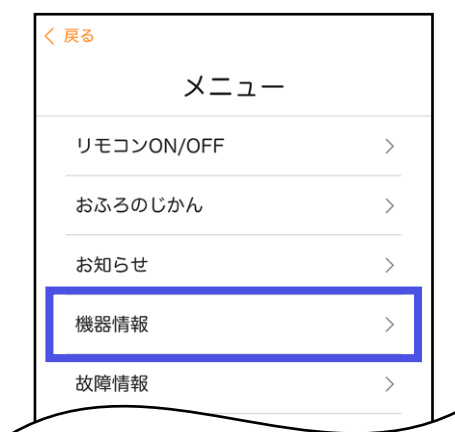 戻る
メニュー
リモコンON/OFF
おふろのじかん
お知らせ
機器情報
故障情報